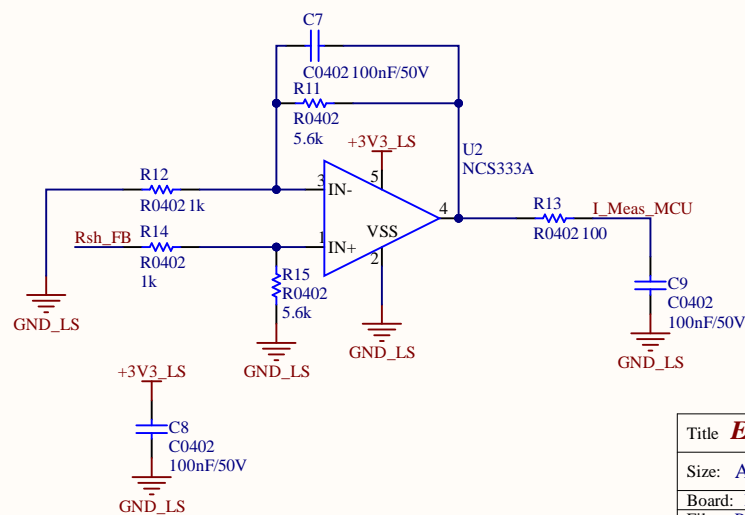 C7
C0402 100nF/50V
R11
R0402
5.6k
+3V3_LS
U2
NCS333A
R12
R0402 1k
3
IN-
5
4
VSS
R13
R0402 100
I_Meas_MCU
Rsh_FB
R14
R0402
1k
1
IN+
2
R15
R0402
5.6k
C9
C0402
100nF/50V
GND_LS
GND_LS
GND_LS
GND_LS
+3V3_LS
C8
C0402
100nF/50V
GND_LS
Title
Size: A
Board: